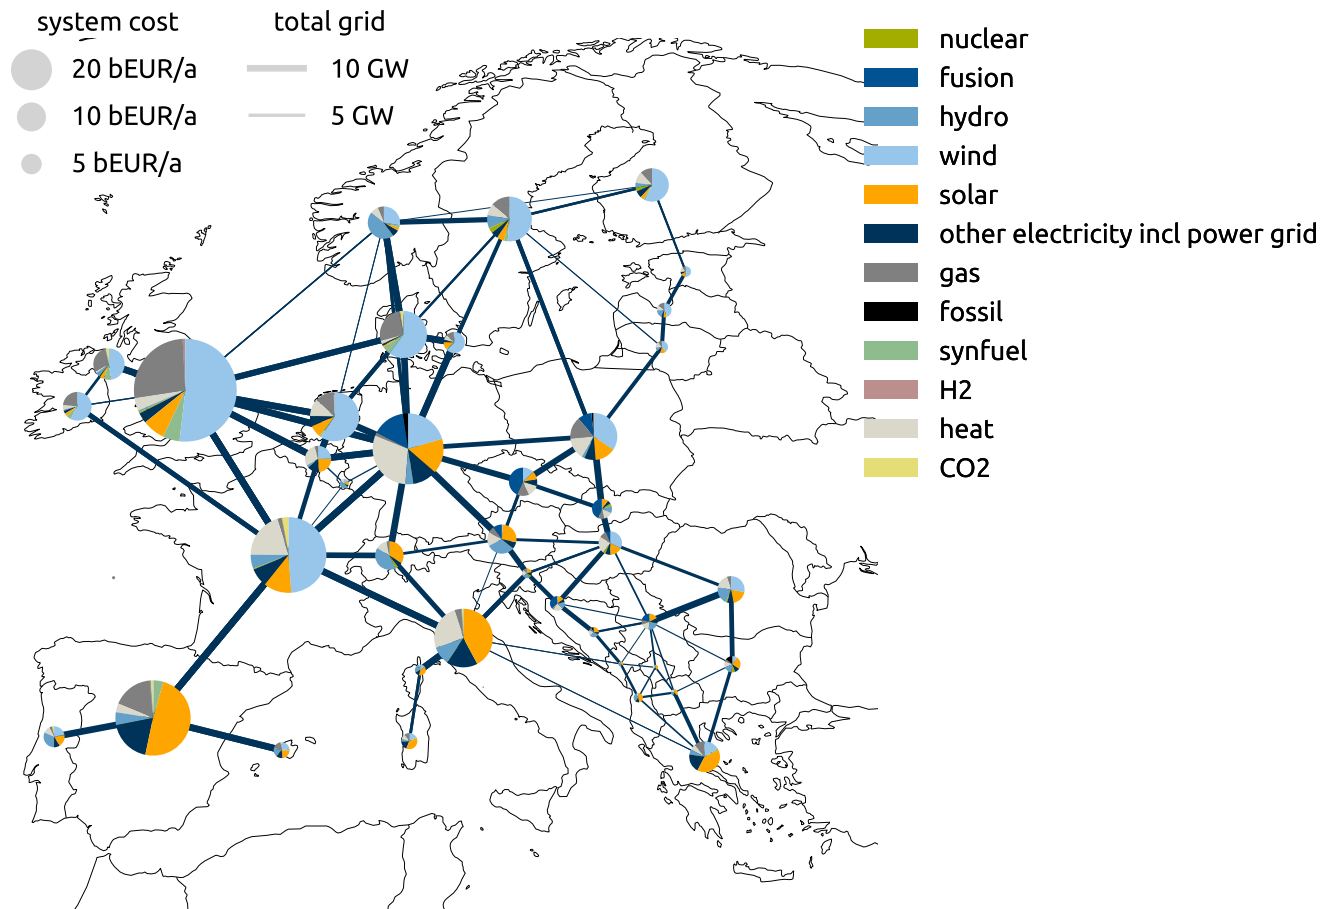 system cost
20 bEUR/a
10 bEUR/a
5 bEUR/a
total grid
10 GW
5 GW
nuclear
fusion
hydro
wind
solar
other electricity incl power grid
gas
fossil
synfuel
H2
heat
CO2